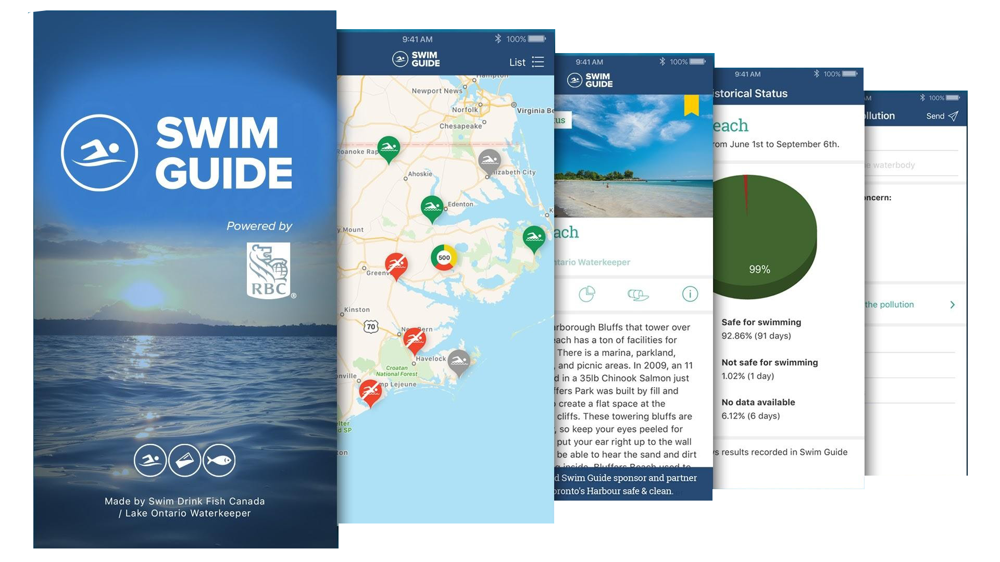 SWIM
GUIDE
Powered by
RBC
®
Made by Swim Drink Fish Canada
/ Lake Ontario Waterkeeper
9:41 AM
100%
SWIM
GUIDE
List
Hampton
Newport News
Norfolk
Virginia Be
Chesapeake
Roanoke Rap
lizabeth City
Ahoskie
Edenton
K
y Mount
500
Greenv
Kinston
70
New Bern
Havelock
Croatan
National Forest
onville
mp Lejeune
elter
d SP
ton
9:41 AM
100%
SWIM
GUIDE
tus
ach
ntario Waterkeeper
arborough Bluffs that tower over
each has a ton of facilities for
There is a marina, parkland,
, and picnic areas. In 2009, an 11
d in a 35lb Chinook Salmon just
ffers Park was built by fill and
o create a flat space at the
cliffs. These towering bluffs are
, so keep your eyes peeled for
put your ear right up to the wall
be able to hear the sand and dirt
g inside. Bluffers Beach used to
d Swim Guide sponsor and partner
oronto's Harbour safe & clean.
9:41 AM
100%
istorical Status
each
rom June 1st to September 6th.
99%
Safe for swimming
92.86% (91 days)
Not safe for swimming
1.02% (1 day)
No data available
6.12% (6 days)
ys results recorded in Swim Guide
AM
100%
ollution
Send
e waterbody
oncern:
the pollution